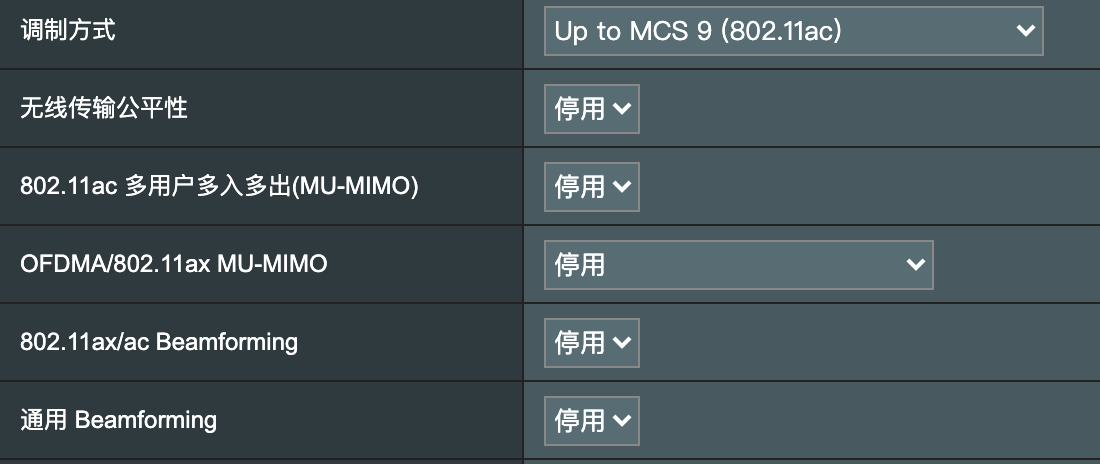 调制方式
Up to MCS 9 (802.11ac)
无线传输公平性
停用
802.11ac 多用户多入多出(MU-MIMO)
停用
OFDMA/802.11ax MU-MIMO
停用
802.11ax/ac Beamforming
停用
通用 Beamforming
停用